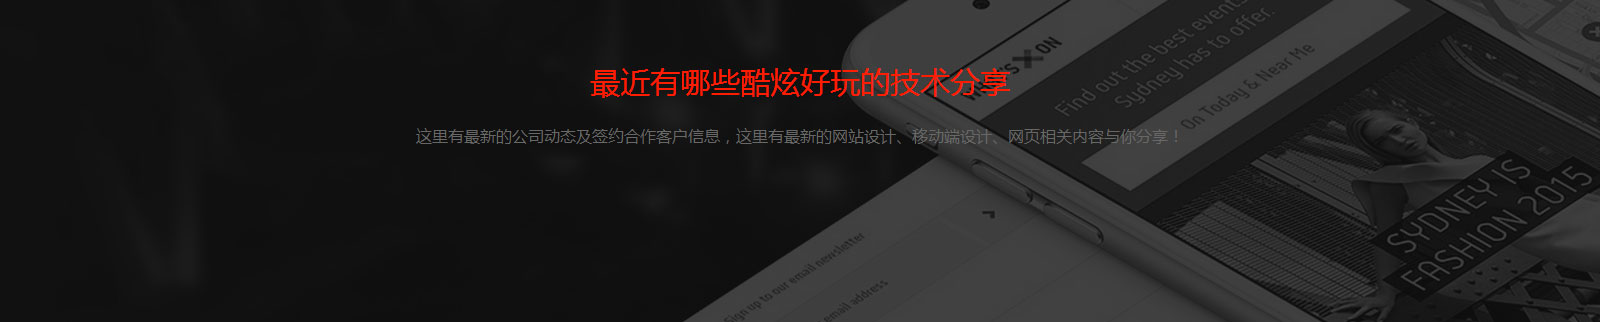 最近有哪些酷炫好玩的技术分享
这里有最新的公司动态及签约合作客户信息，这里有最新的网站设计、移动端设计、网页相关内容与你分享！
ON
Find out the best events
Sydney has to offer.
On Today & Near Me
SYDNEY IS
FASHION 2015
Sign up to our email newsletter
email address